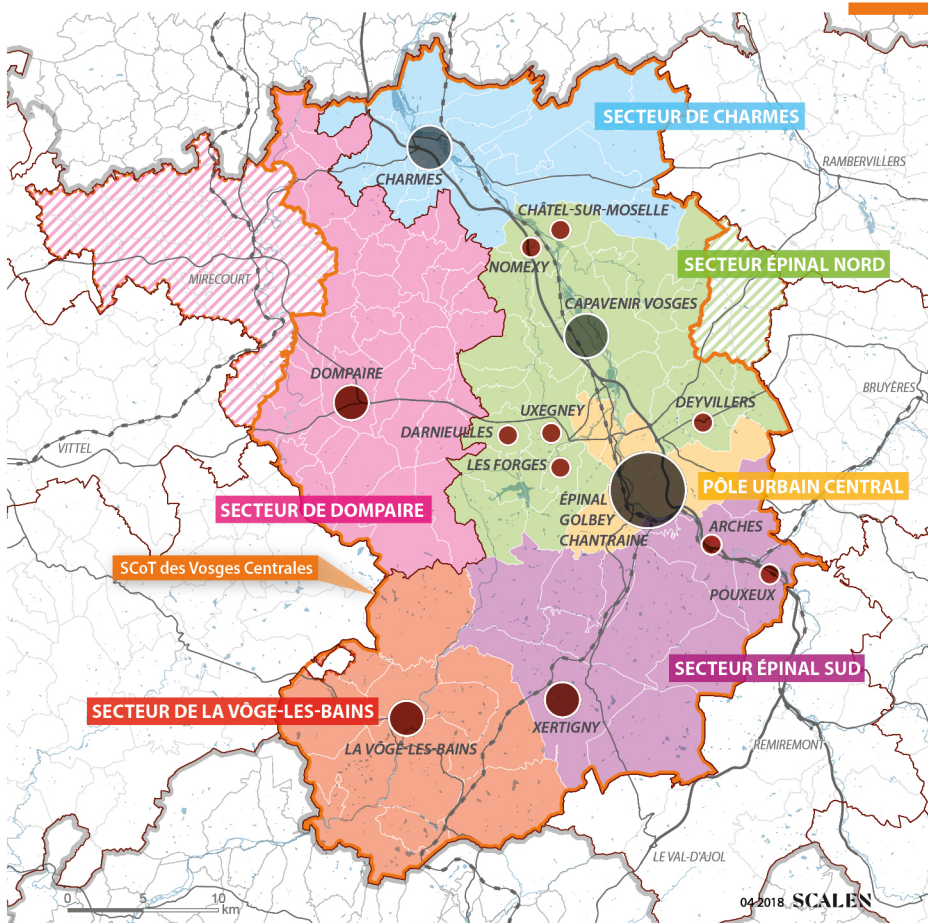 SECTEUR DE CHARMES
RAMBERVILLERS
CHARMES
CHÂTEL-SUR-MOSELLE
NOMEXY
SECTEUR ÉPINAL NORD
MIRECOURT
CAPAVENIR VOSGES
DOMPAIRE
BRUYÈRES
UXEGNEY
DEYVILLERS
DARNIEULLES
VITTEL
LES FORGES
PÔLE URBAIN CENTRAL
SECTEUR DE DOMPAIRE
ÉPINAL
GOLBEY
CHANTRAINE
ARCHES
SCoT des Vosges Centrales
POUXEUX
SECTEUR ÉPINAL SUD
SECTEUR DE LA VÔGE-LES-BAINS
XERTIGNY
LA VÔGE-LES-BAINS
REMIREMONT
LE VAL-D'AJOL
0 5 10
km
04 2018 SCALEN